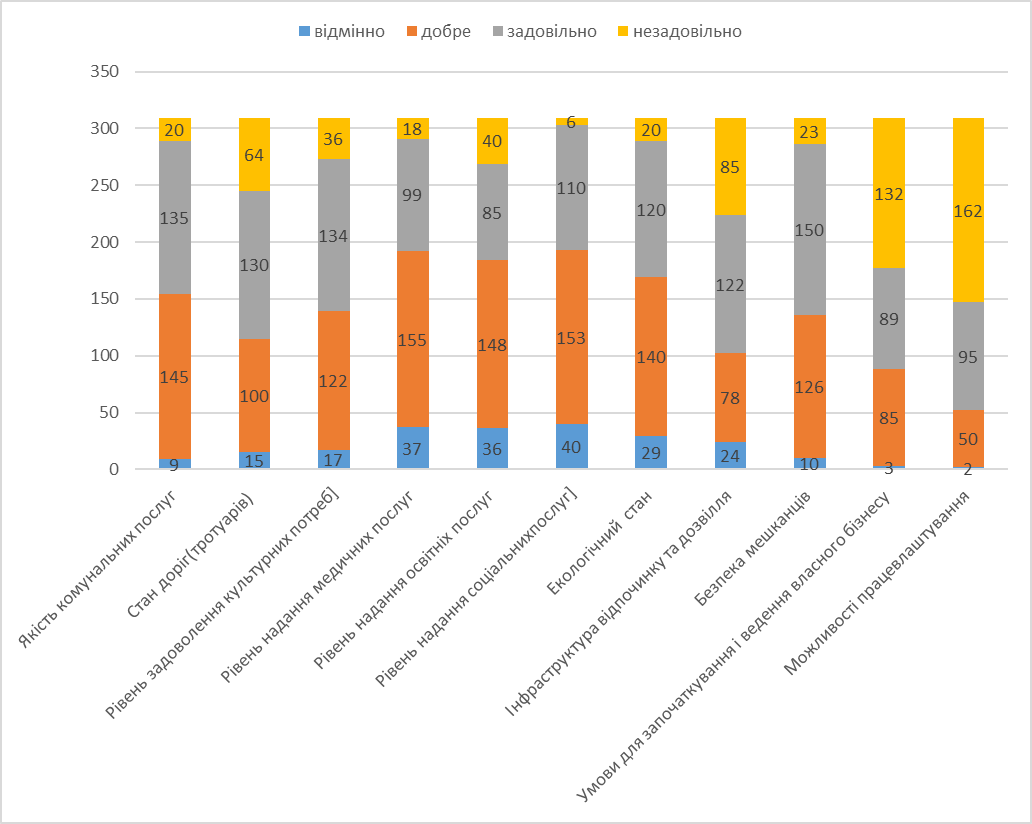 відмінно добре задовільно незадовільно
350
300
250
200
150
100
50
0
20 64 36 18 40 6 20 85 23 132 162
135 130 134 99 85 110 120 122 150 89 95
145 100 122 155 148 153 140 78 126 85 50
9 15 17 37 36 40 29 24 10 3 2
Якість комунальних послуг
Стан доріг(тротуарів)
Рівень задоволення культурних потреб]
Рівень надання медичних послуг
Рівень надання освітніх послуг
Рівень надання соціальнихпослуг]
Екологічний стан
Інфраструктура відпочинку та дозвілля
Безпека мешканців
Умови для започаткування і ведення власного бізнесу
Можливості працевлаштування